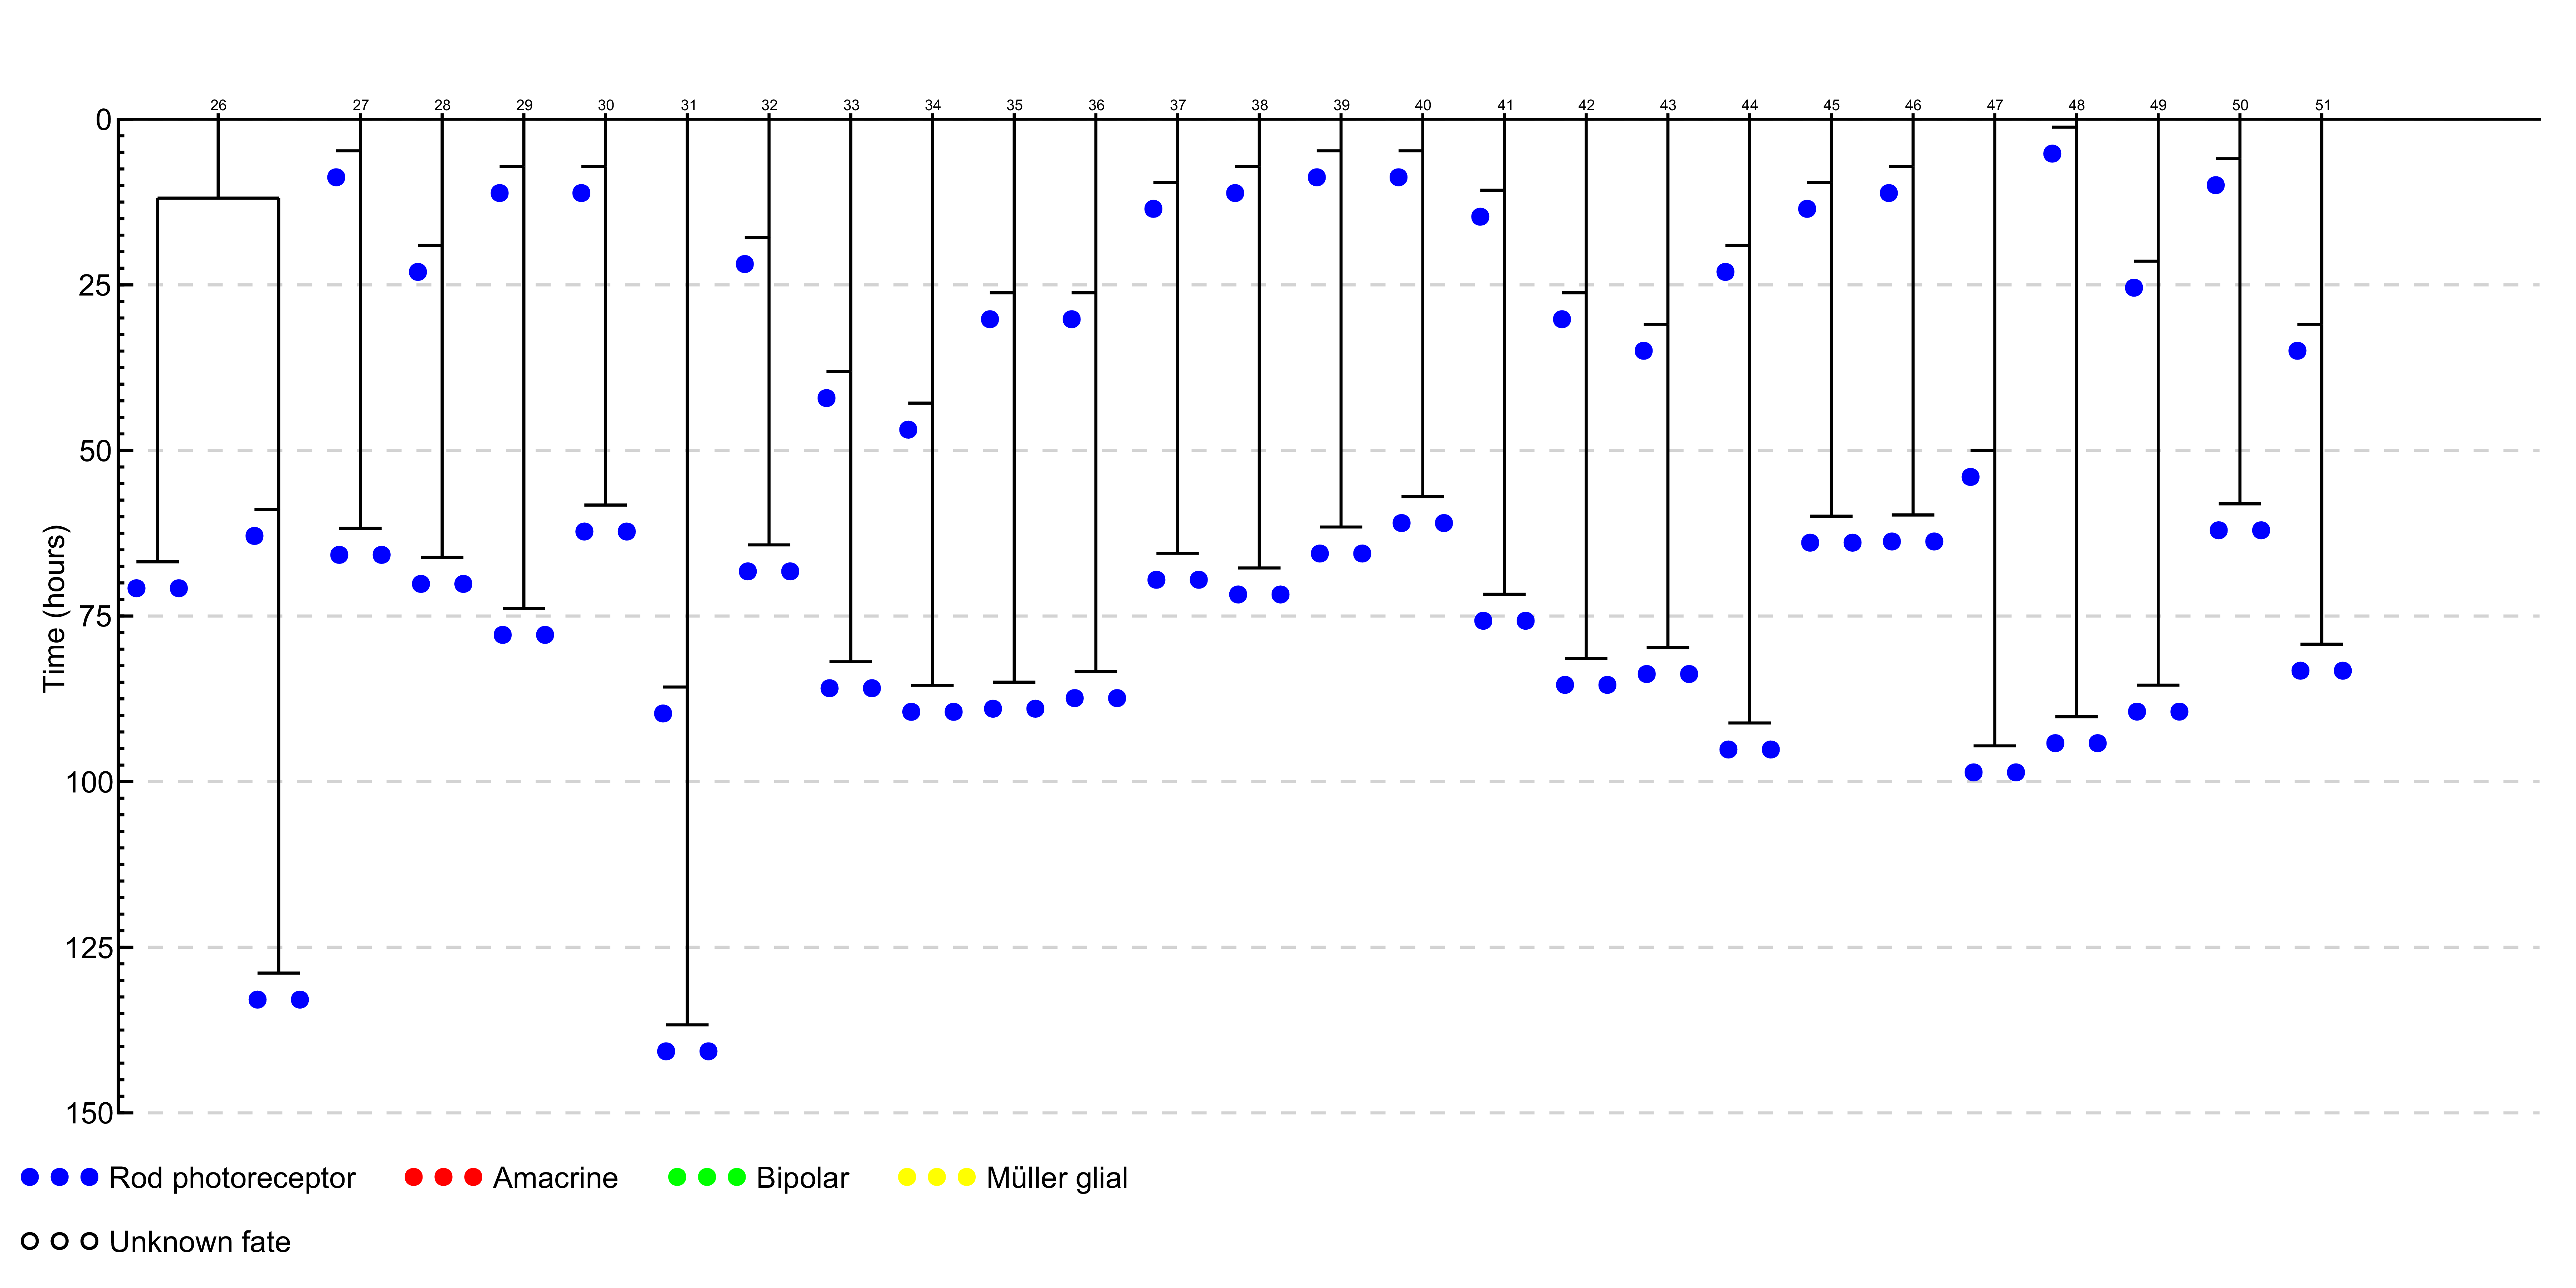 26 27 28 29 30 31 32 33 34 35 36 37 38 39 40 41 42 43 44 45 46 47 48 49 50 51
0
25
50
75
100
125
150
Time (hours)
Rod photoreceptor Amacrine Bipolar Müller glial
Unknown fate